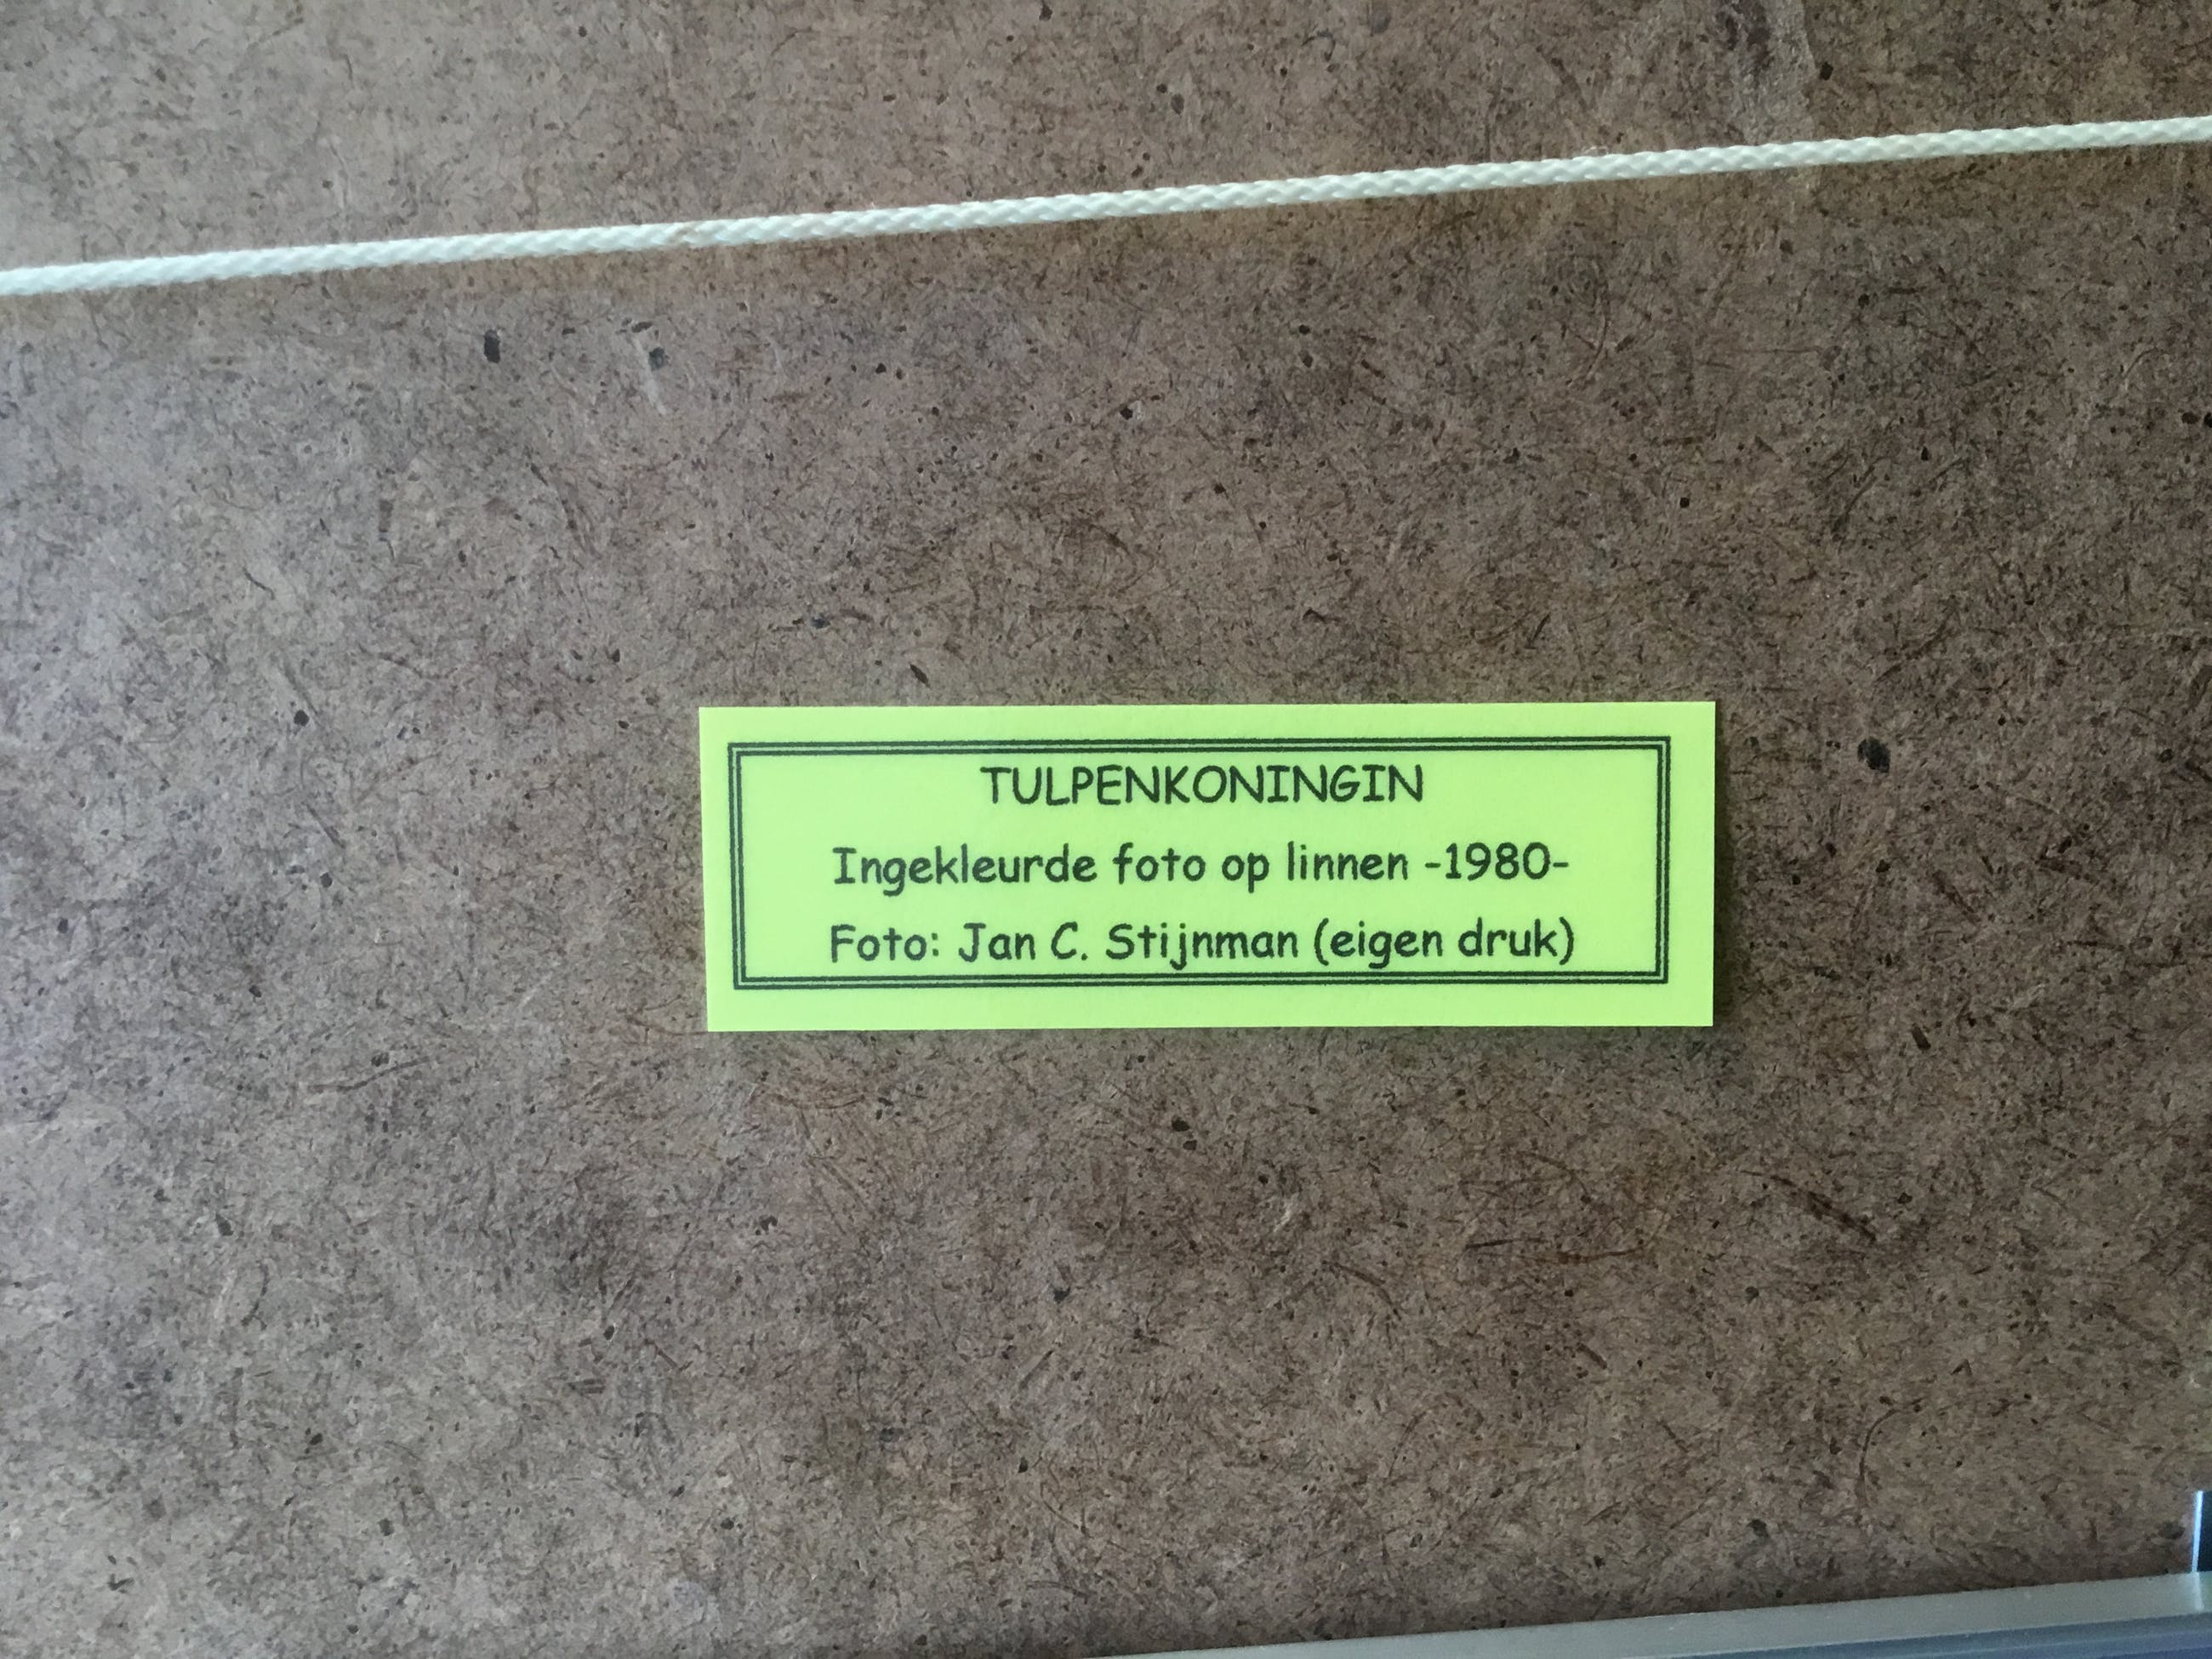 TULPENKONINGIN
Ingekleurde foto op linnen -1980-
Foto: Jan C. Stijnman (eigen druk)